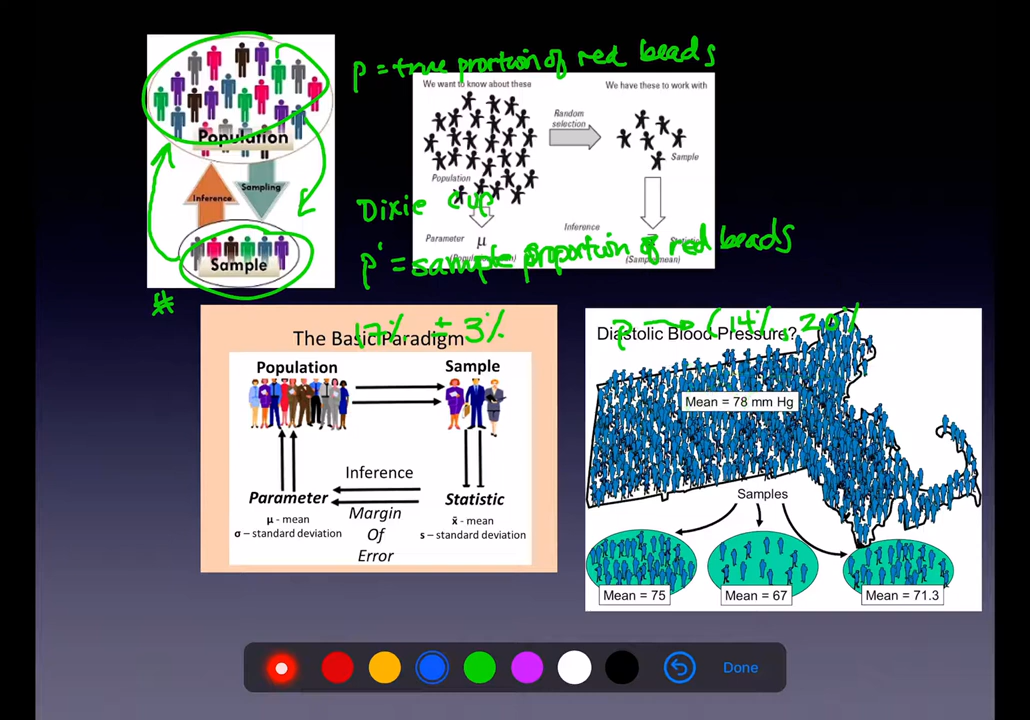 p = true prortion of red beads
Population
Inference
Sampling
Sample
*
We want to know about these
We have these to work with
Random
selection
Population
Sample
Dixie cup
Parameter
μ
Inference
(Sample mean)
p' = sample proportion of red beads
17% ± 3%
p → (14%, 20%
The Basic Paradigm
Population
Sample
Inference
Parameter
Margin
Of
Error
Statistic
μ - mean
σ – standard deviation
x̄ - mean
s – standard deviation
Diastolic Blood Pressure?
Mean = 78 mm Hg
Samples
Mean = 75
Mean = 67
Mean = 71.3
Done